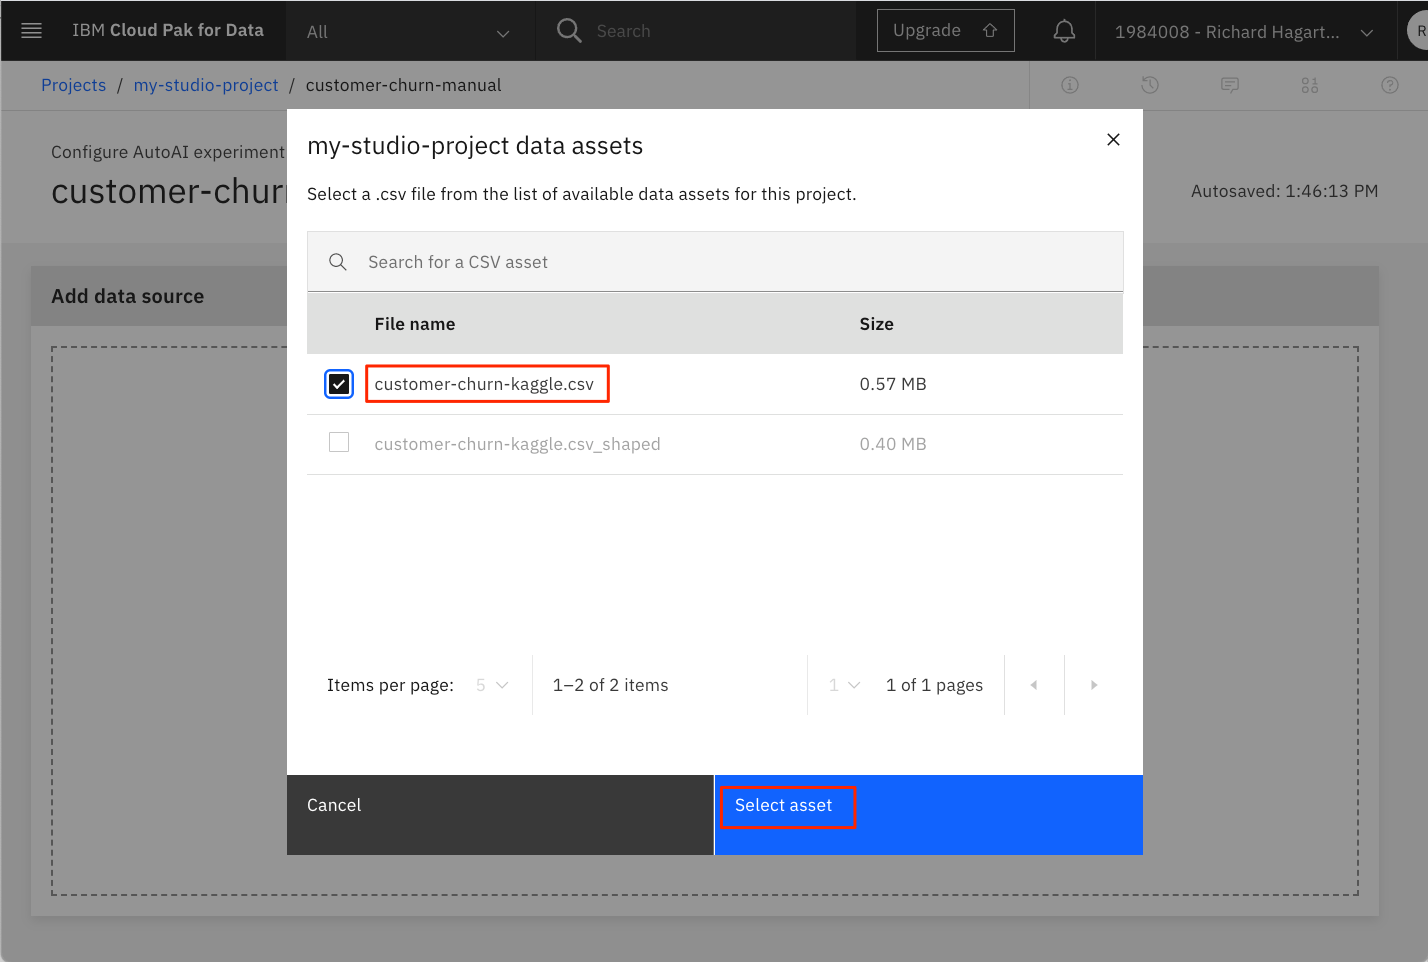 IBM Cloud Pak for Data
All
Search
Upgrade
1984008 - Richard Hagart...
R
Projects / my-studio-project / customer-churn-manual
Configure AutoAI experiment
customer-churn
Autosaved: 1:46:13 PM
Add data source
my-studio-project data assets
Select a .csv file from the list of available data assets for this project.
Search for a CSV asset
File name Size
customer-churn-kaggle.csv 0.57 MB
customer-churn-kaggle.csv_shaped 0.40 MB
Items per page: 5 1–2 of 2 items 1 1 of 1 pages
Cancel
Select asset